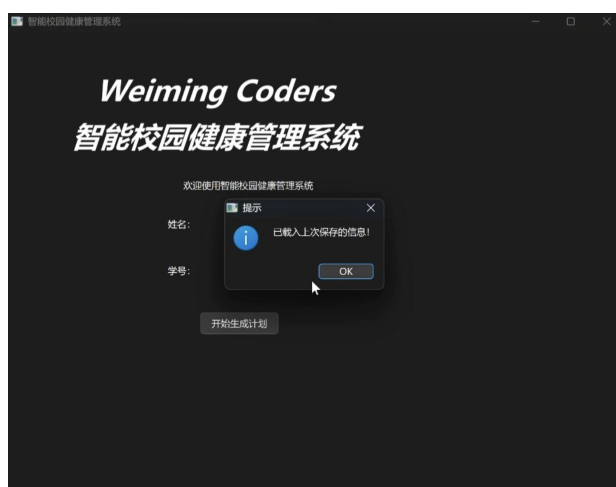 智能校园健康管理系统
Weiming Coders
智能校园健康管理系统
欢迎使用智能校园健康管理系统
提示
姓名:
已载入上次保存的信息!
学号:
OK
开始生成计划